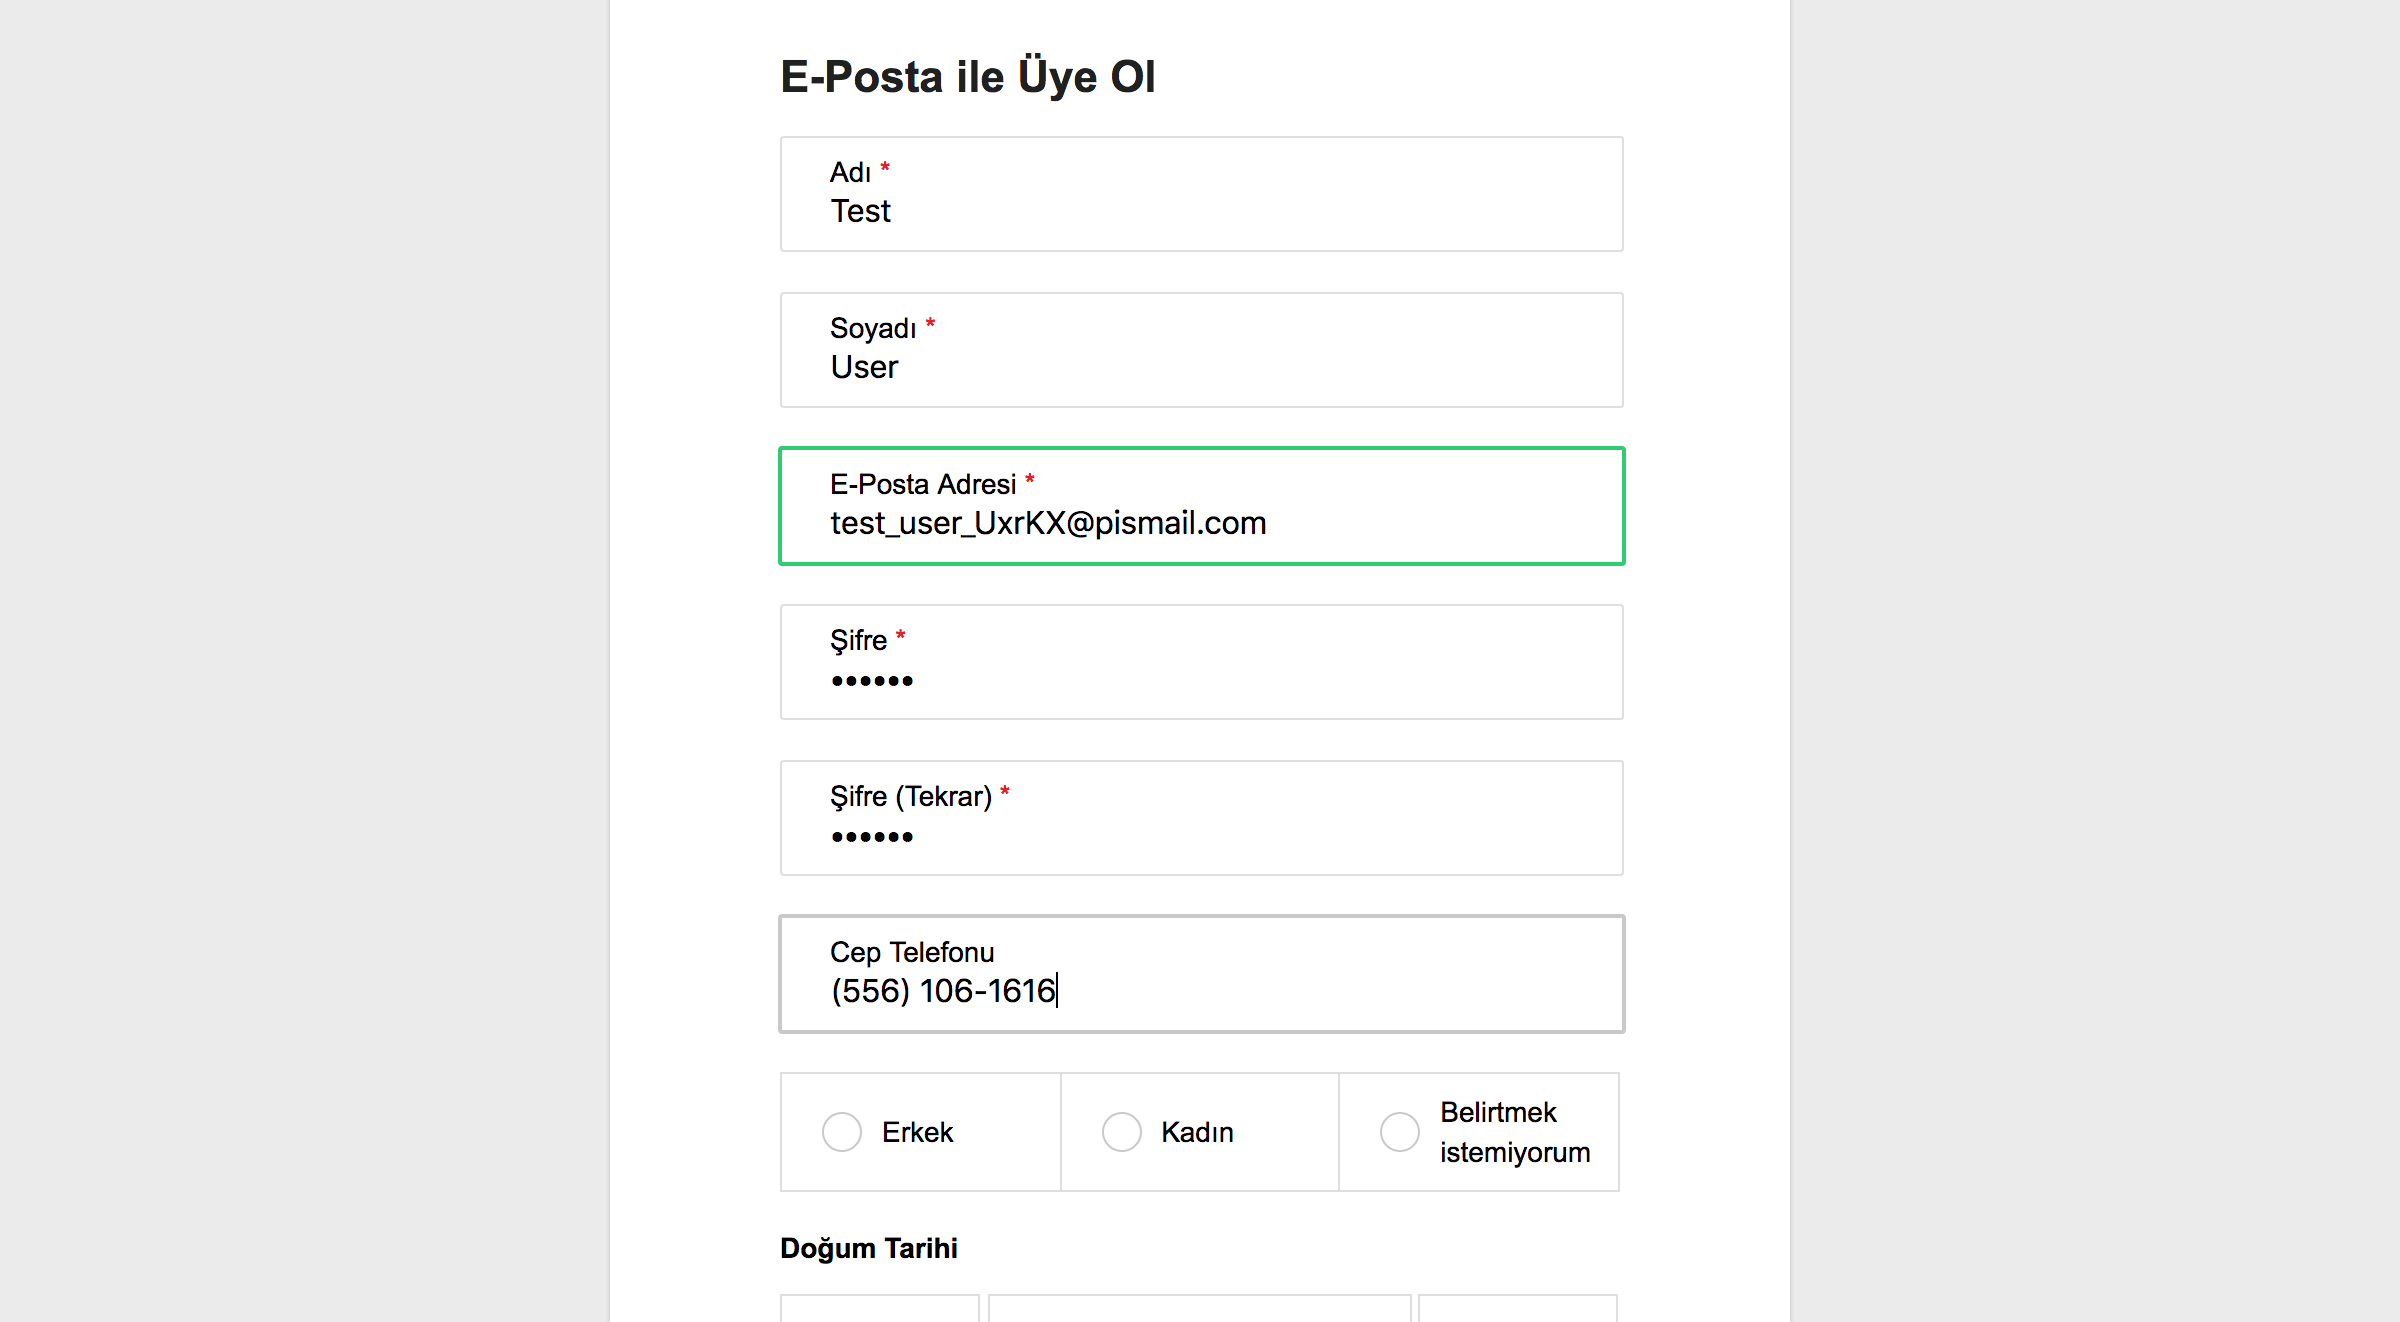 E-Posta ile Üye Ol
Adı *
Test
Soyadı *
User
E-Posta Adresi *
test_user_UxrKX@pismail.com
Şifre *
••••••
Şifre (Tekrar) *
••••••
Cep Telefonu
(556) 106-1616
Erkek
Kadın
Belirtmek
istemiyorum
Doğum Tarihi